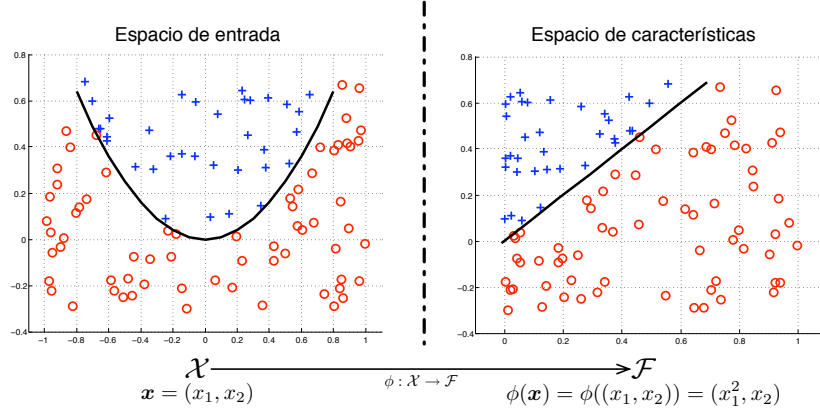 Espacio de entrada
0.8
0.6
0.4
0.2
0
−0.2
−0.4
−1 −0.8 −0.6 −0.4 −0.2 0 0.2 0.4 0.6 0.8 1
Espacio de características
0.8
0.6
0.4
0.2
0
−0.2
−0.4
0 0.2 0.4 0.6 0.8 1
𝒳
ϕ : 𝒳 → ℱ
ℱ
x = (x₁, x₂)
ϕ(x) = ϕ((x₁, x₂)) = (x₁², x₂)